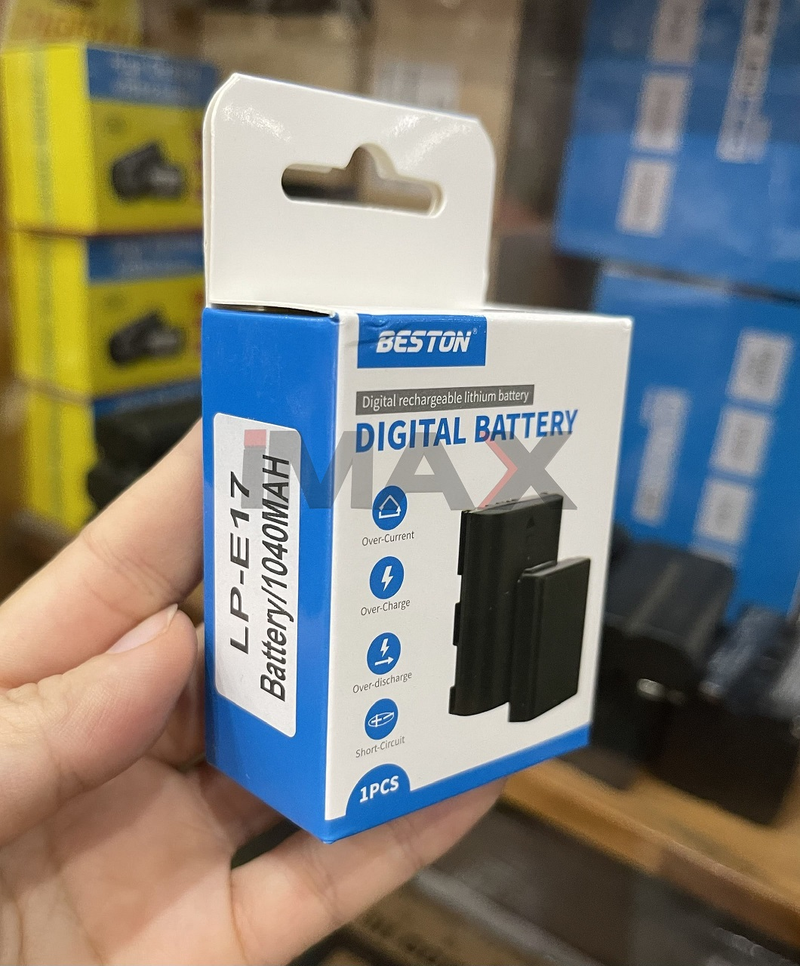 BESTON®
Digital rechargeable lithium battery
DIGITAL BATTERY
iMAX
Over-Current
Over-Charge
Over-discharge
Short-Circuit
1PCS
LP-E17
Battery/1040MAH